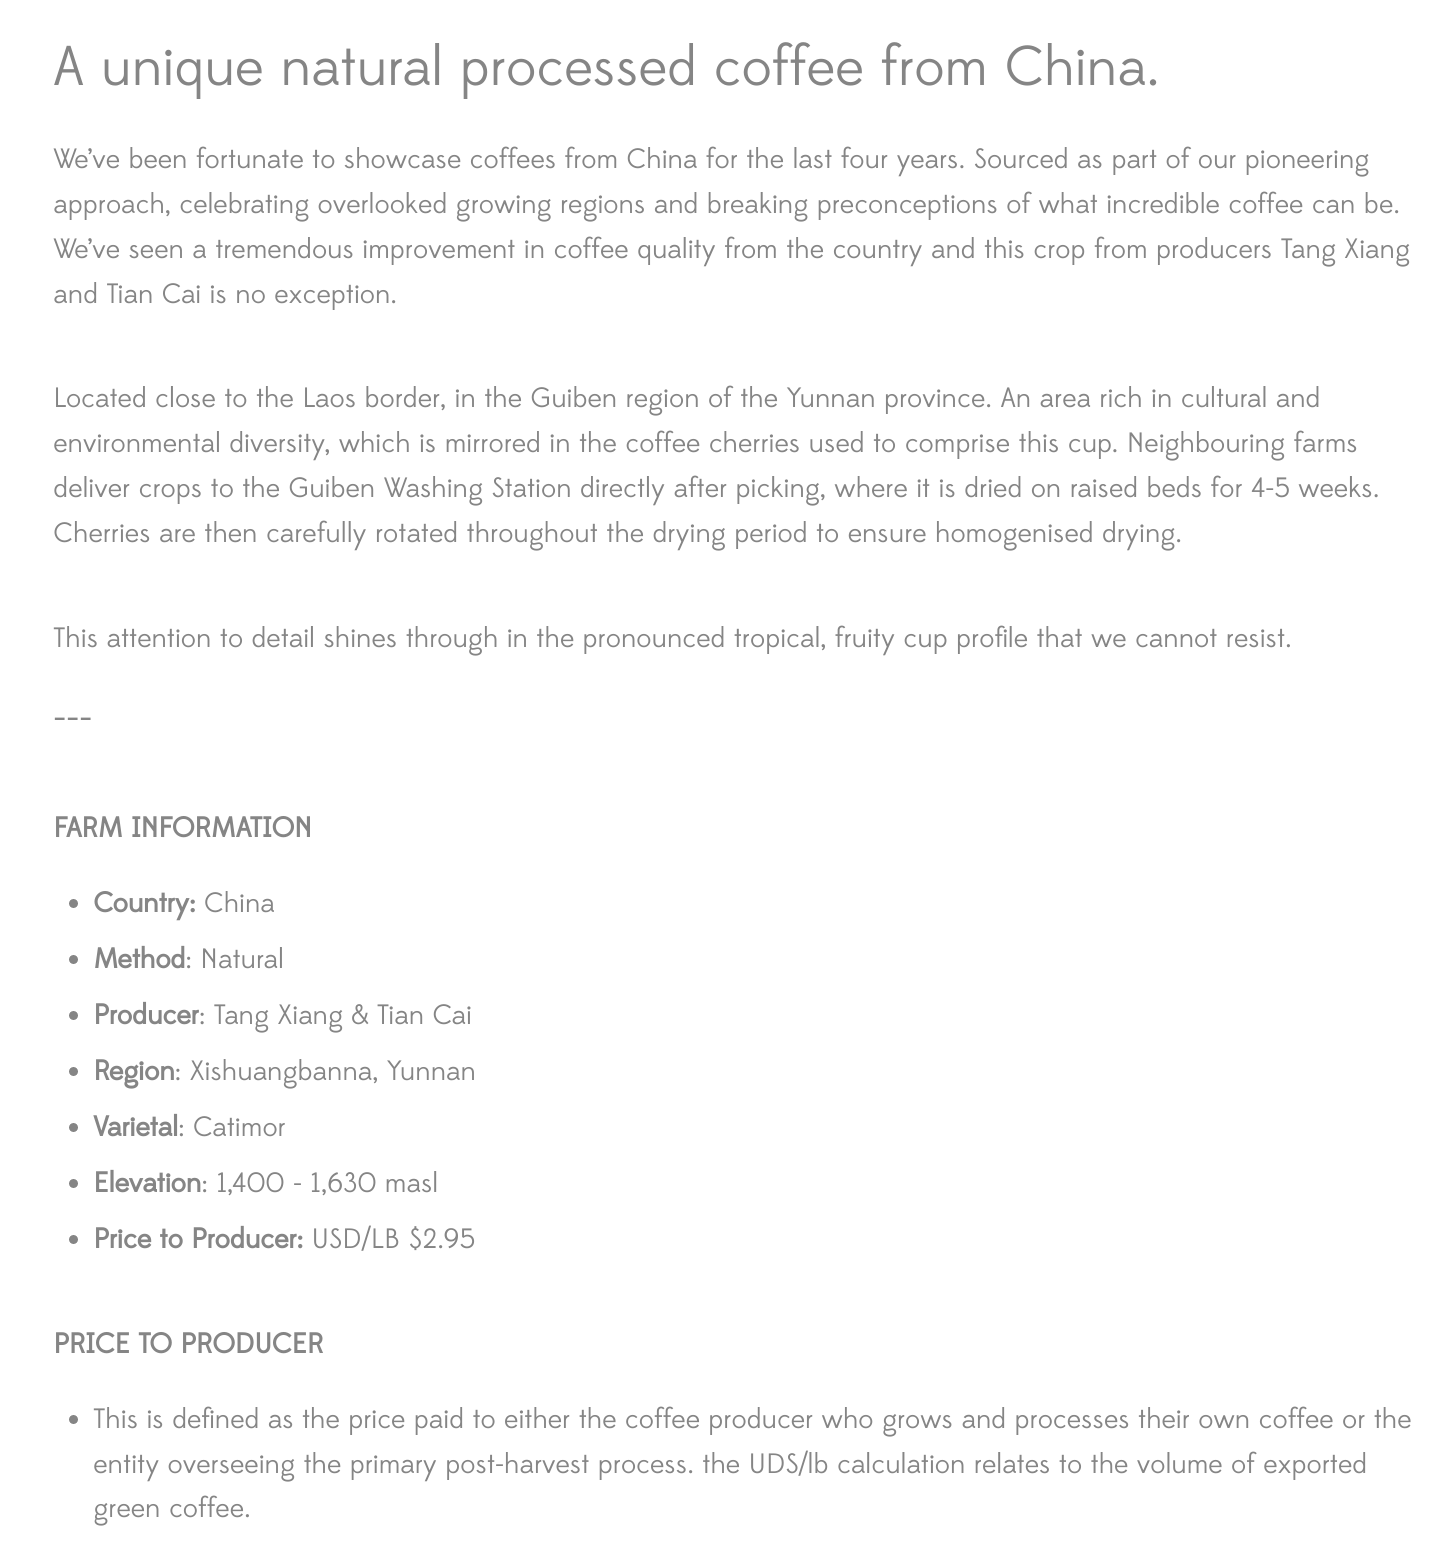 A unique natural processed coffee from China.
We’ve been fortunate to showcase coffees from China for the last four years. Sourced as part of our pioneering
approach, celebrating overlooked growing regions and breaking preconceptions of what incredible coffee can be.
We’ve seen a tremendous improvement in coffee quality from the country and this crop from producers Tang Xiang
and Tian Cai is no exception.
Located close to the Laos border, in the Guiben region of the Yunnan province. An area rich in cultural and
environmental diversity, which is mirrored in the coffee cherries used to comprise this cup. Neighbouring farms
deliver crops to the Guiben Washing Station directly after picking, where it is dried on raised beds for 4-5 weeks.
Cherries are then carefully rotated throughout the drying period to ensure homogenised drying.
This attention to detail shines through in the pronounced tropical, fruity cup profile that we cannot resist.
---
FARM INFORMATION
• Country: China
• Method: Natural
• Producer: Tang Xiang & Tian Cai
• Region: Xishuangbanna, Yunnan
• Varietal: Catimor
• Elevation: 1,400 - 1,630 masl
• Price to Producer: USD/LB $2.95
PRICE TO PRODUCER
• This is defined as the price paid to either the coffee producer who grows and processes their own coffee or the
entity overseeing the primary post-harvest process. the UDS/lb calculation relates to the volume of exported
green coffee.